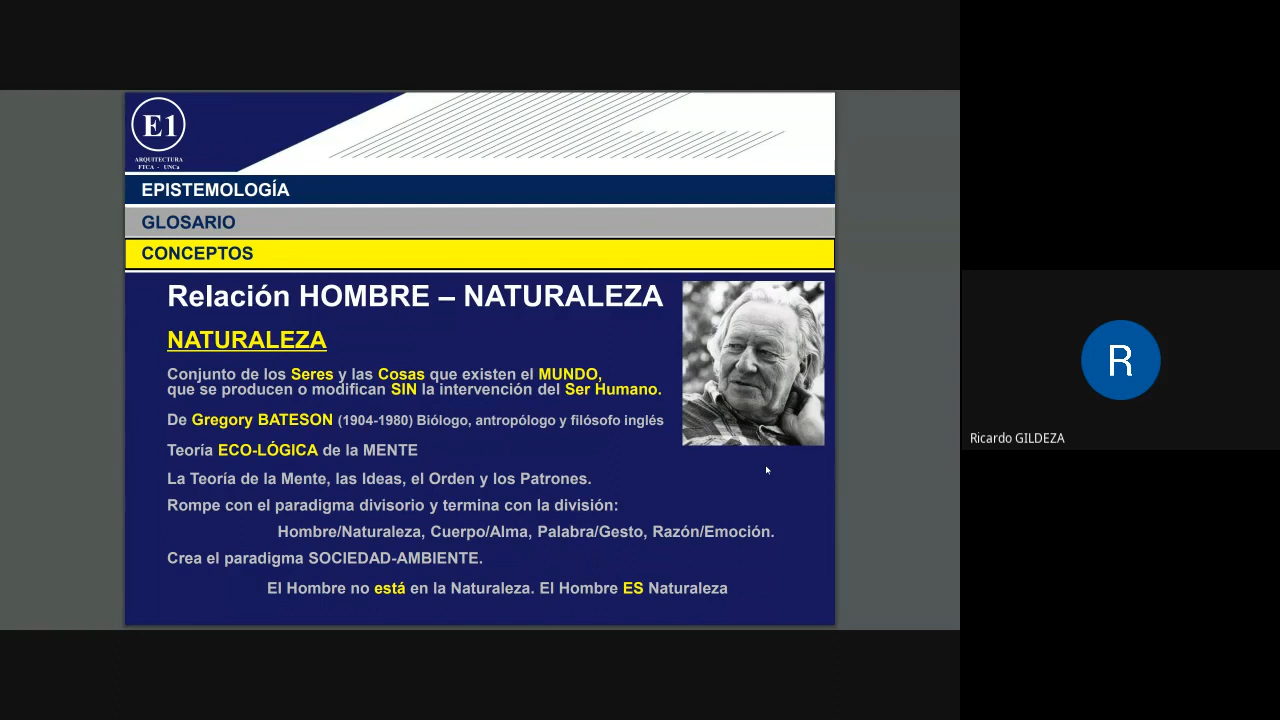 E1
ARQUITECTURA
FTCA - UNCa
EPISTEMOLOGÍA
GLOSARIO
CONCEPTOS
Relación HOMBRE – NATURALEZA
NATURALEZA
Conjunto de los Seres y las Cosas que existen el MUNDO,
que se producen o modifican SIN la intervención del Ser Humano.
De Gregory BATESON (1904-1980) Biólogo, antropólogo y filósofo inglés
Teoría ECO-LÓGICA de la MENTE
La Teoría de la Mente, las Ideas, el Orden y los Patrones.
Rompe con el paradigma divisorio y termina con la división:
Hombre/Naturaleza, Cuerpo/Alma, Palabra/Gesto, Razón/Emoción.
Crea el paradigma SOCIEDAD-AMBIENTE.
El Hombre no está en la Naturaleza. El Hombre ES Naturaleza
R
Ricardo GILDEZA